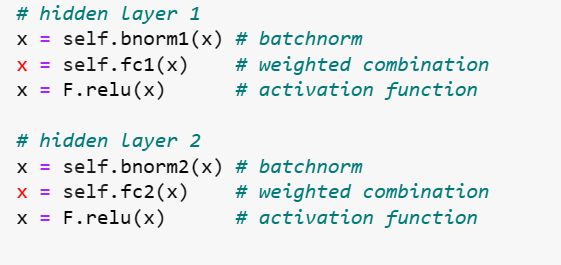 # hidden layer 1
x = self.bnorm1(x) # batchnorm
x = self.fc1(x)    # weighted combination
x = F.relu(x)      # activation function

# hidden layer 2
x = self.bnorm2(x) # batchnorm
x = self.fc2(x)    # weighted combination
x = F.relu(x)      # activation function